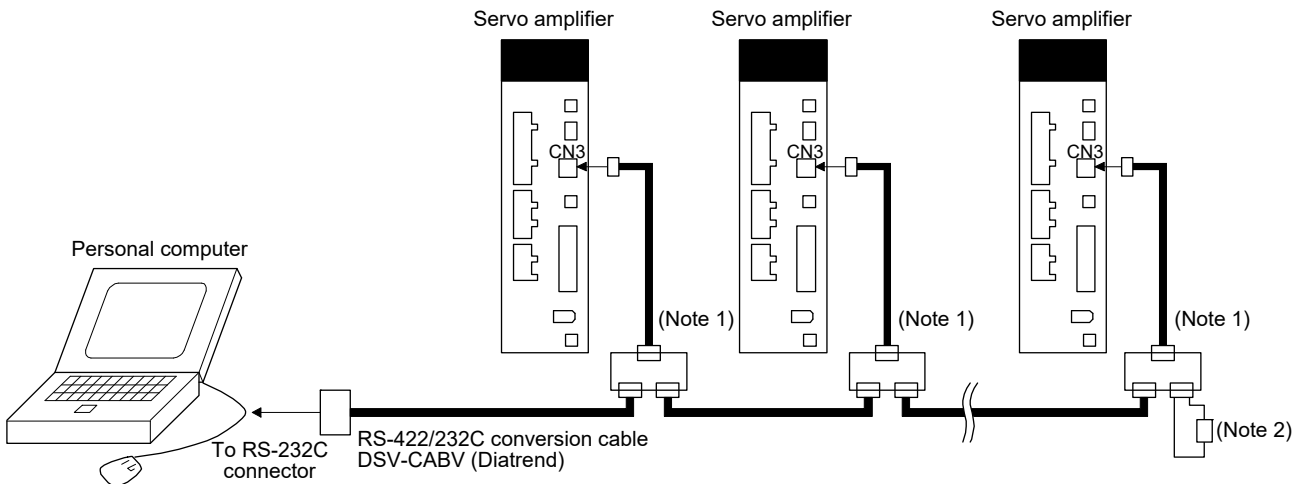 Servo amplifier
Servo amplifier
Servo amplifier
CN3
CN3
CN3
Personal computer
(Note 1)
(Note 1)
(Note 1)
To RS-232C
connector
RS-422/232C conversion cable
DSV-CABV (Diatrend)
(Note 2)